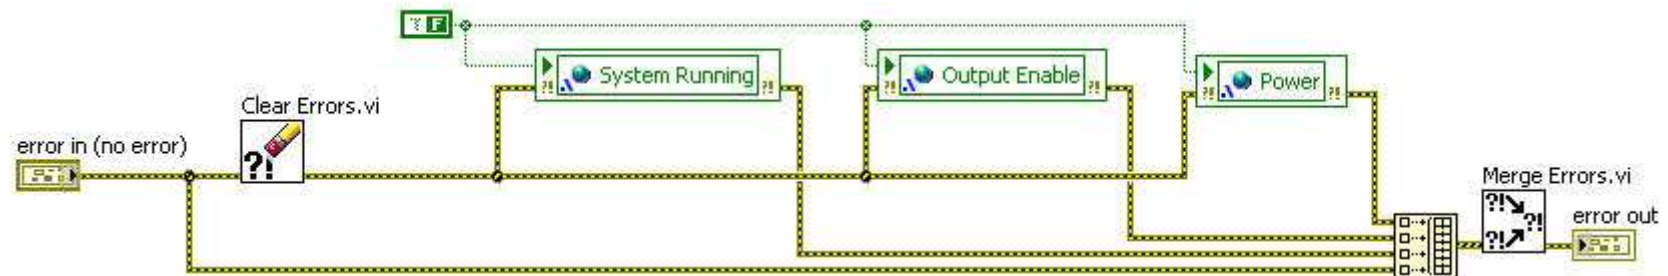 F
System Running
Output Enable
Power
Clear Errors.vi
error in (no error)
?!
Merge Errors.vi
?!
?!
?!
error out